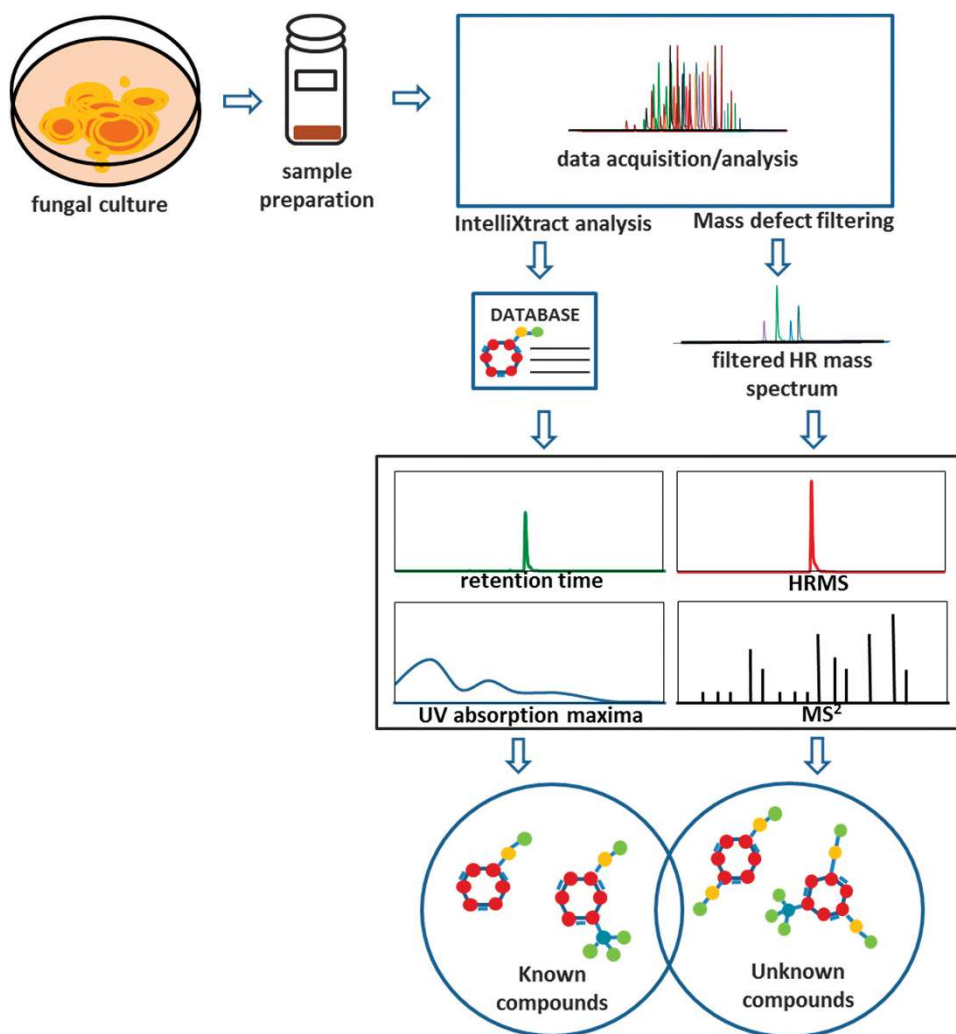 fungal culture
sample
preparation
data acquisition/analysis
IntelliXtract analysis
Mass defect filtering
DATABASE
filtered HR mass
spectrum
retention time
HRMS
UV absorption maxima
MS²
Known
compounds
Unknown
compounds